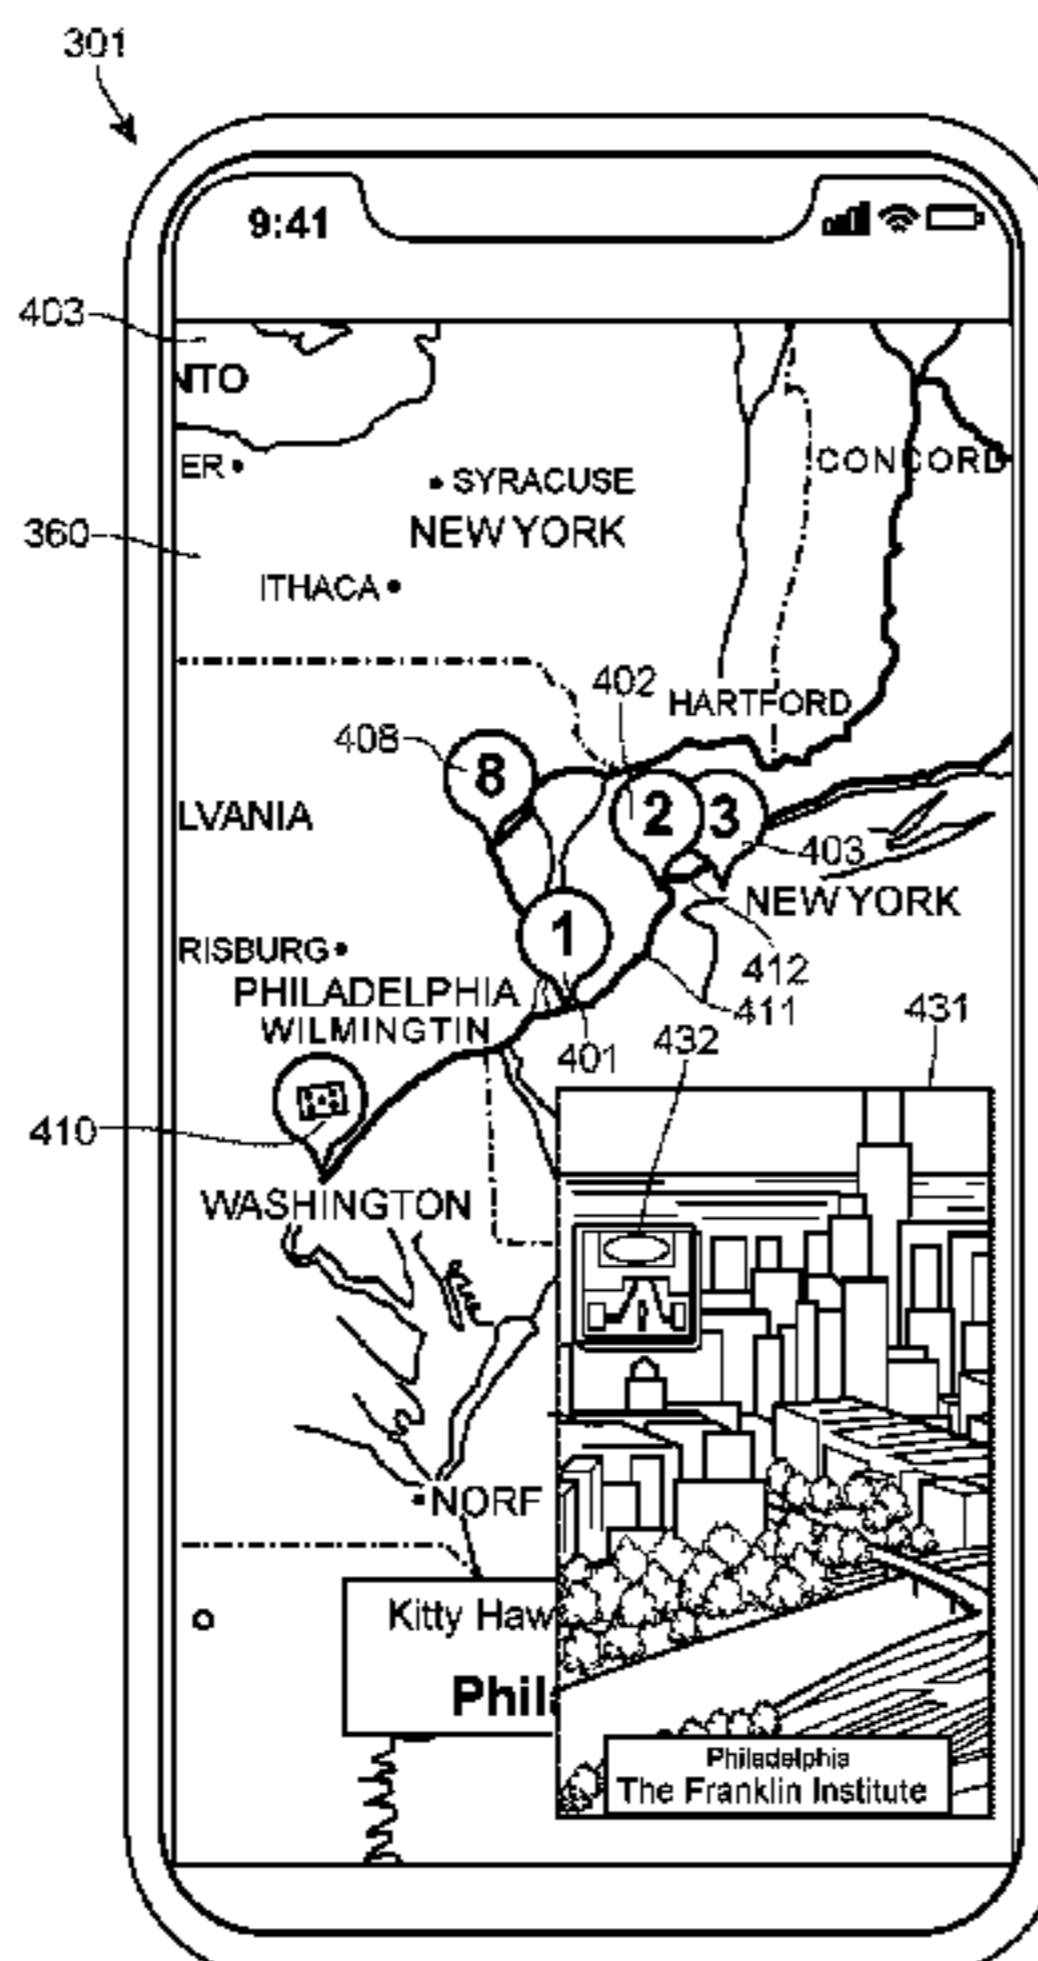 301
9:41
403
NTO
ER
CONCORD
SYRACUSE
360
NEW YORK
ITHACA
402
HARTFORD
408
8
2
3
LVANIA
403
NEW YORK
1
RISBURG
412
PHILADELPHIA
411
431
WILMINGTIN
401
432
410
WASHINGTON
NORF
Kitty Haw
Phil
Philadelphia
The Franklin Institute